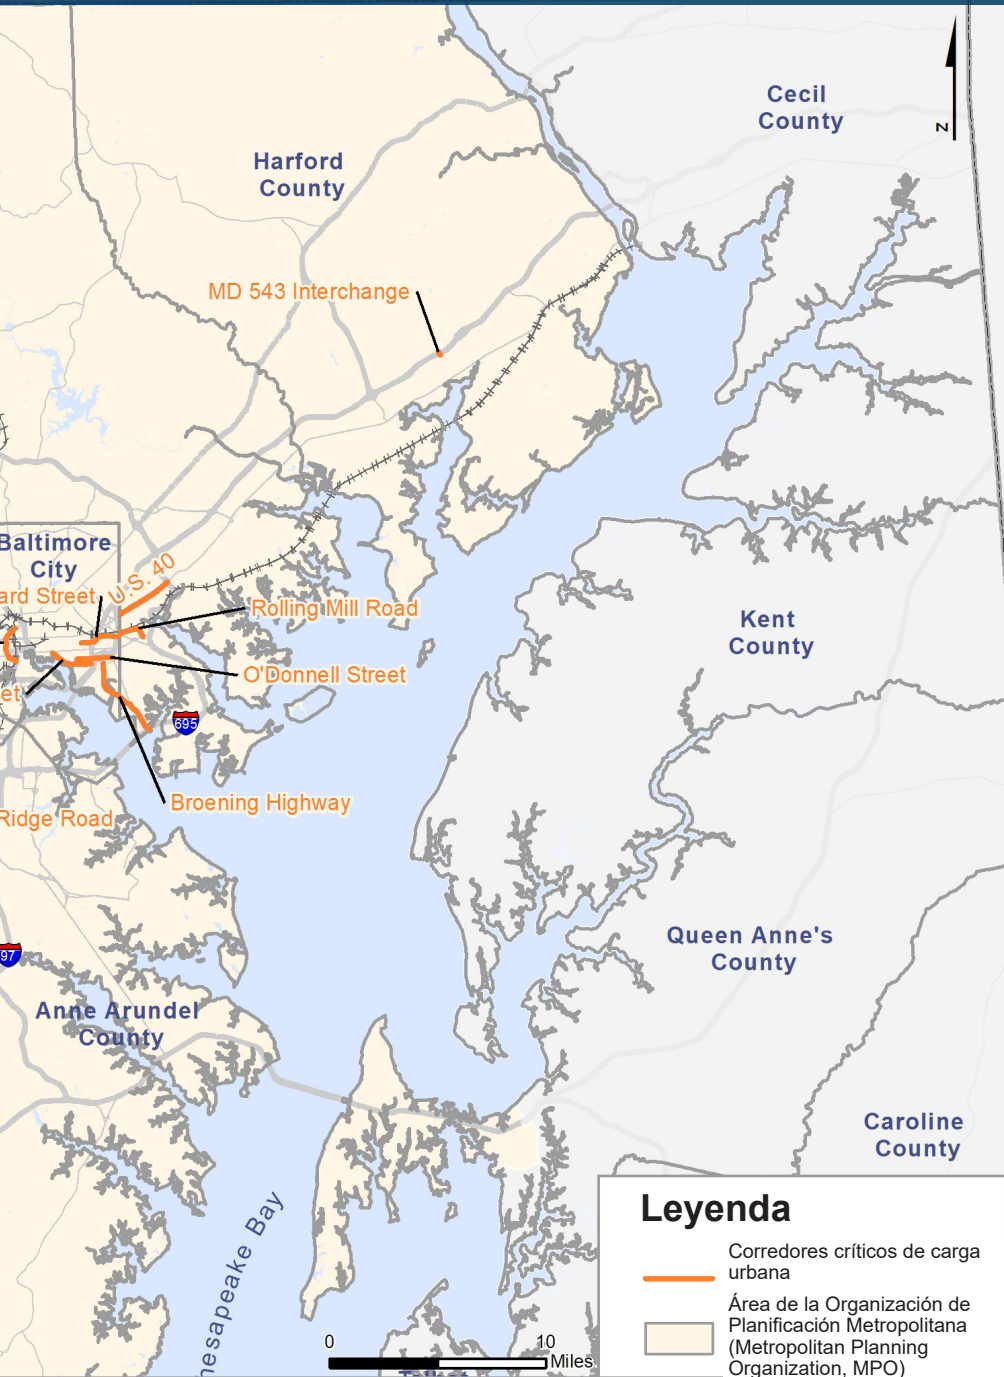 Cecil
County
N
Harford
County
MD 543 Interchange
Baltimore
City
U.S. 40
ard Street
Rolling Mill Road
Kent
County
O'Donnell Street
et
695
Broening Highway
Ridge Road
Queen Anne's
County
97
Anne Arundel
County
Caroline
County
hesapeake Bay
Leyenda
Corredores críticos de carga
urbana
Área de la Organización de
Planificación Metropolitana
(Metropolitan Planning
Organization, MPO)
0 10
Miles